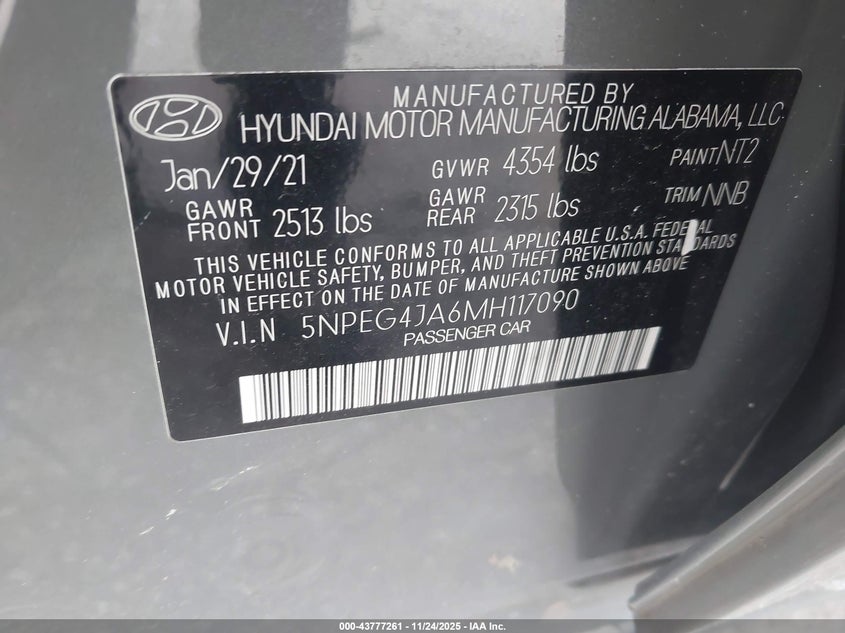 MANUFACTURED BY
HYUNDAI MOTOR MANUFACTURING ALABAMA, LLC
Jan/29/21 GVWR 4354 lbs PAINT NT2
GAWR FRONT 2513 lbs GAWR REAR 2315 lbs TRIM NNB
THIS VEHICLE CONFORMS TO ALL APPLICABLE U.S.A. FEDERAL
MOTOR VEHICLE SAFETY, BUMPER, AND THEFT PREVENTION STANDARDS
IN EFFECT ON THE DATE OF MANUFACTURE SHOWN ABOVE
V.I.N 5NPEG4JA6MH117090
PASSENGER CAR
000-43777261 - 11/24/2025 - IAA Inc.